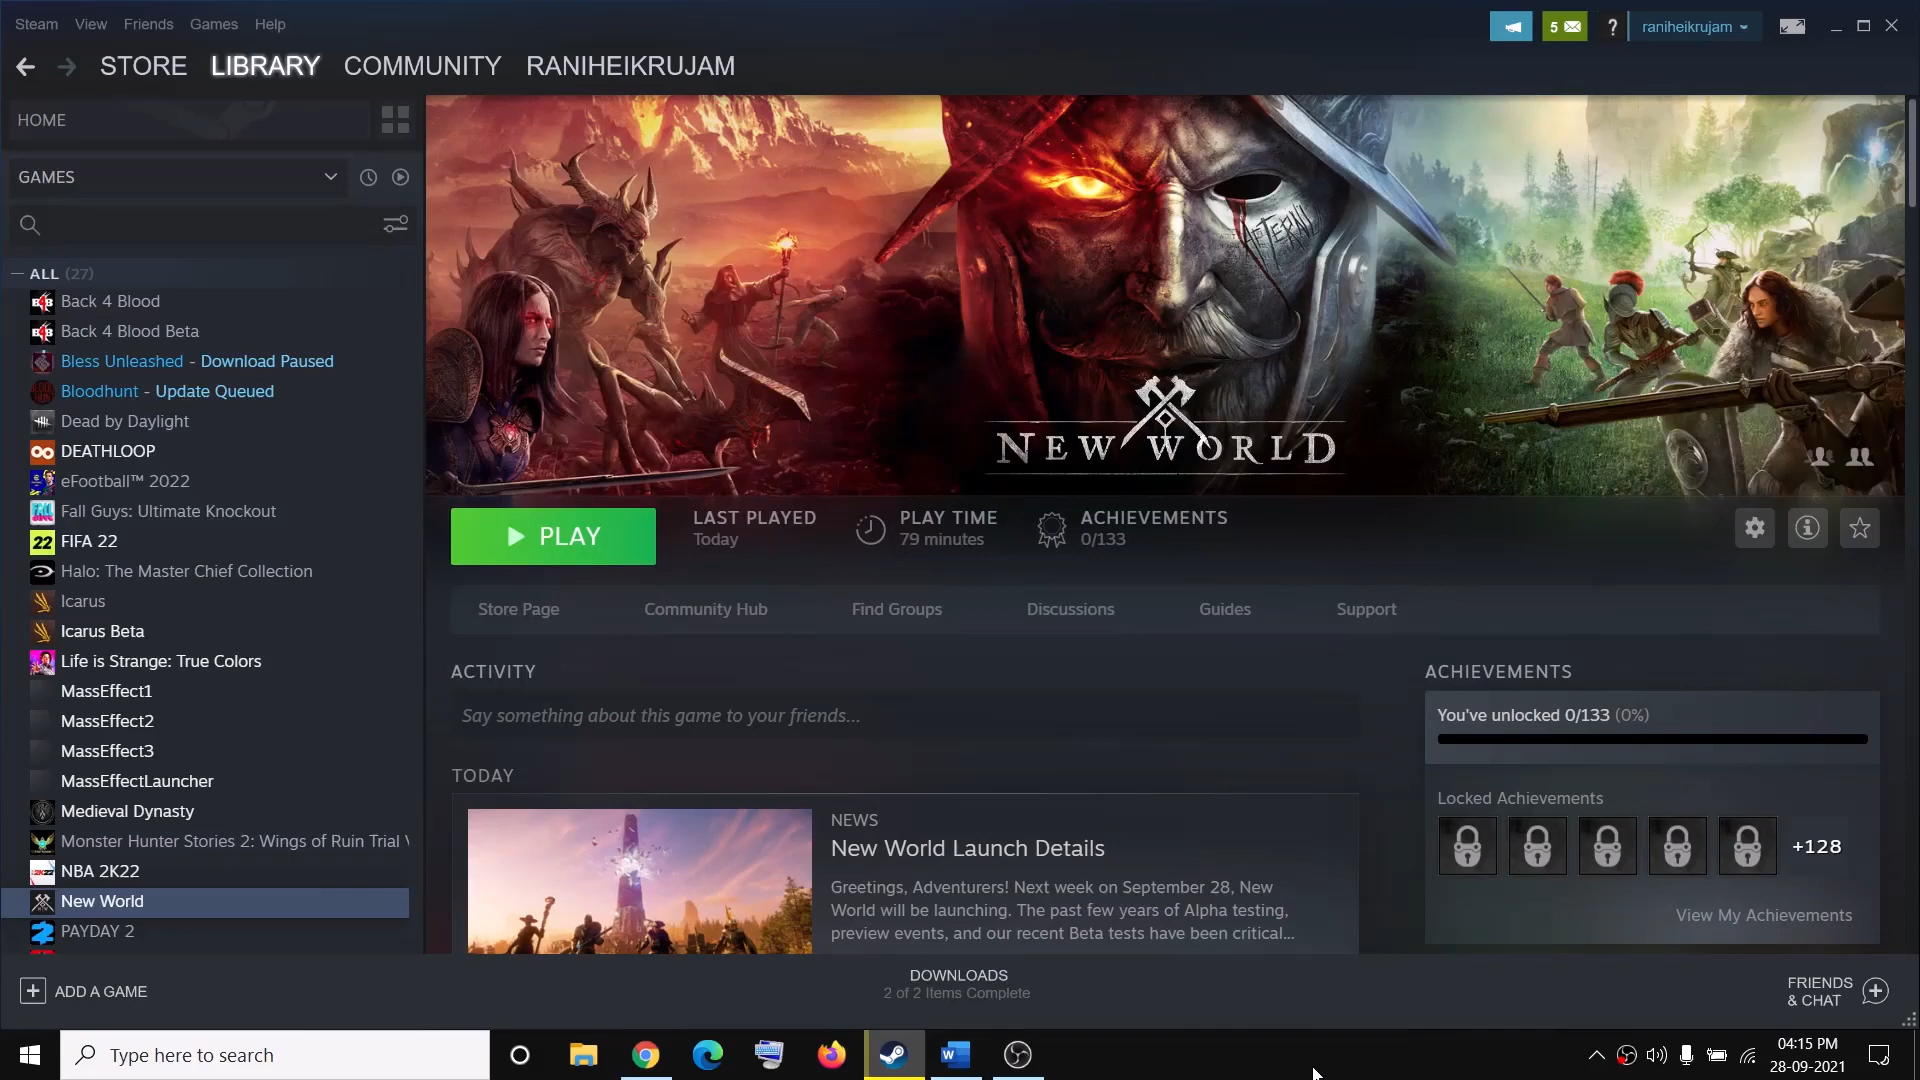 Steam View Friends Games Help
5
?
raniheikrujam
STORE LIBRARY COMMUNITY RANIHEIKRUJAM
HOME
GAMES
ALL (27)
Back 4 Blood
Back 4 Blood Beta
Bless Unleashed - Download Paused
Bloodhunt - Update Queued
Dead by Daylight
DEATHLOOP
eFootball™ 2022
Fall Guys: Ultimate Knockout
22 FIFA 22
Halo: The Master Chief Collection
Icarus
Icarus Beta
Life is Strange: True Colors
MassEffect1
MassEffect2
MassEffect3
MassEffectLauncher
Medieval Dynasty
Monster Hunter Stories 2: Wings of Ruin Trial
NBA 2K22
New World
PAYDAY 2
ADD A GAME
NEW WORLD
PLAY
LAST PLAYED
Today
PLAY TIME
79 minutes
ACHIEVEMENTS
0/133
Store Page Community Hub Find Groups Discussions Guides Support
ACTIVITY
Say something about this game to your friends...
TODAY
NEWS
New World Launch Details
Greetings, Adventurers! Next week on September 28, New
World will be launching. The past few years of Alpha testing,
preview events, and our recent Beta tests have been critical...
ACHIEVEMENTS
You've unlocked 0/133 (0%)
Locked Achievements
+128
View My Achievements
DOWNLOADS
2 of 2 Items Complete
FRIENDS
& CHAT
Type here to search
04:15 PM
28-09-2021